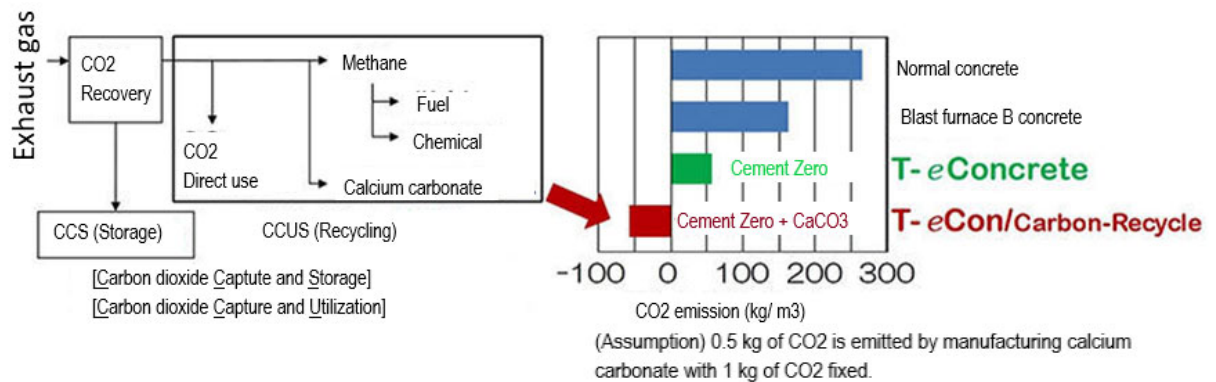 Exhaust gas
CO2
Recovery
Methane
Fuel
Chemical
CO2
Direct use
Calcium carbonate
CCS (Storage)
CCUS (Recycling)
[Carbon dioxide Captute and Storage]
[Carbon dioxide Capture and Utilization]
Normal concrete
Blast furnace B concrete
Cement Zero
T- eConcrete
Cement Zero + CaCO3
T- eCon/Carbon-Recycle
-100 0 100 200 300
CO2 emission (kg/ m3)
(Assumption) 0.5 kg of CO2 is emitted by manufacturing calcium
carbonate with 1 kg of CO2 fixed.